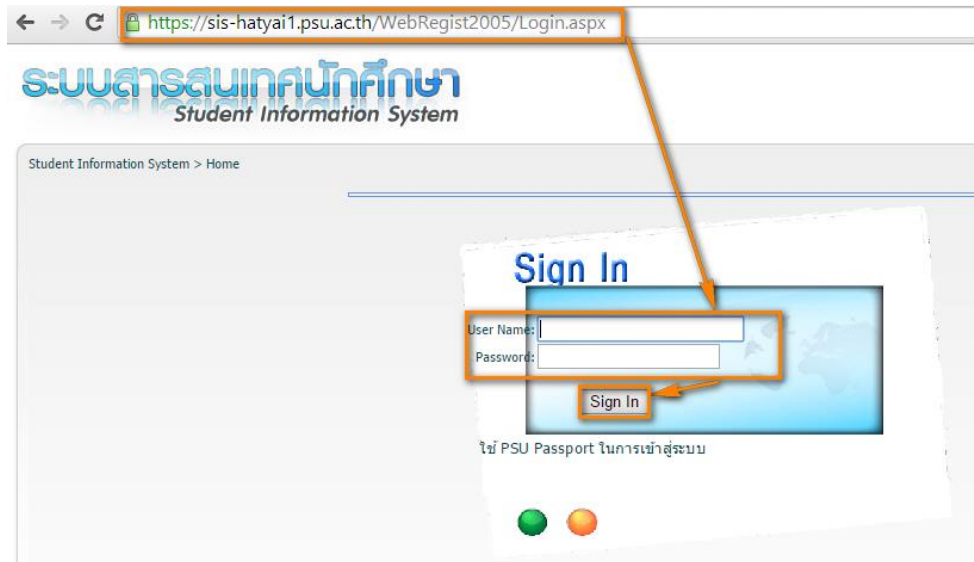 https://sis-hatyai1.psu.ac.th/WebRegist2005/Login.aspx
ระบบสารสนเทศนักศึกษา
Student Information System
Student Information System > Home
Sign In
User Name:
Password:
Sign In
ใช้ PSU Passport ในการเข้าสู่ระบบ